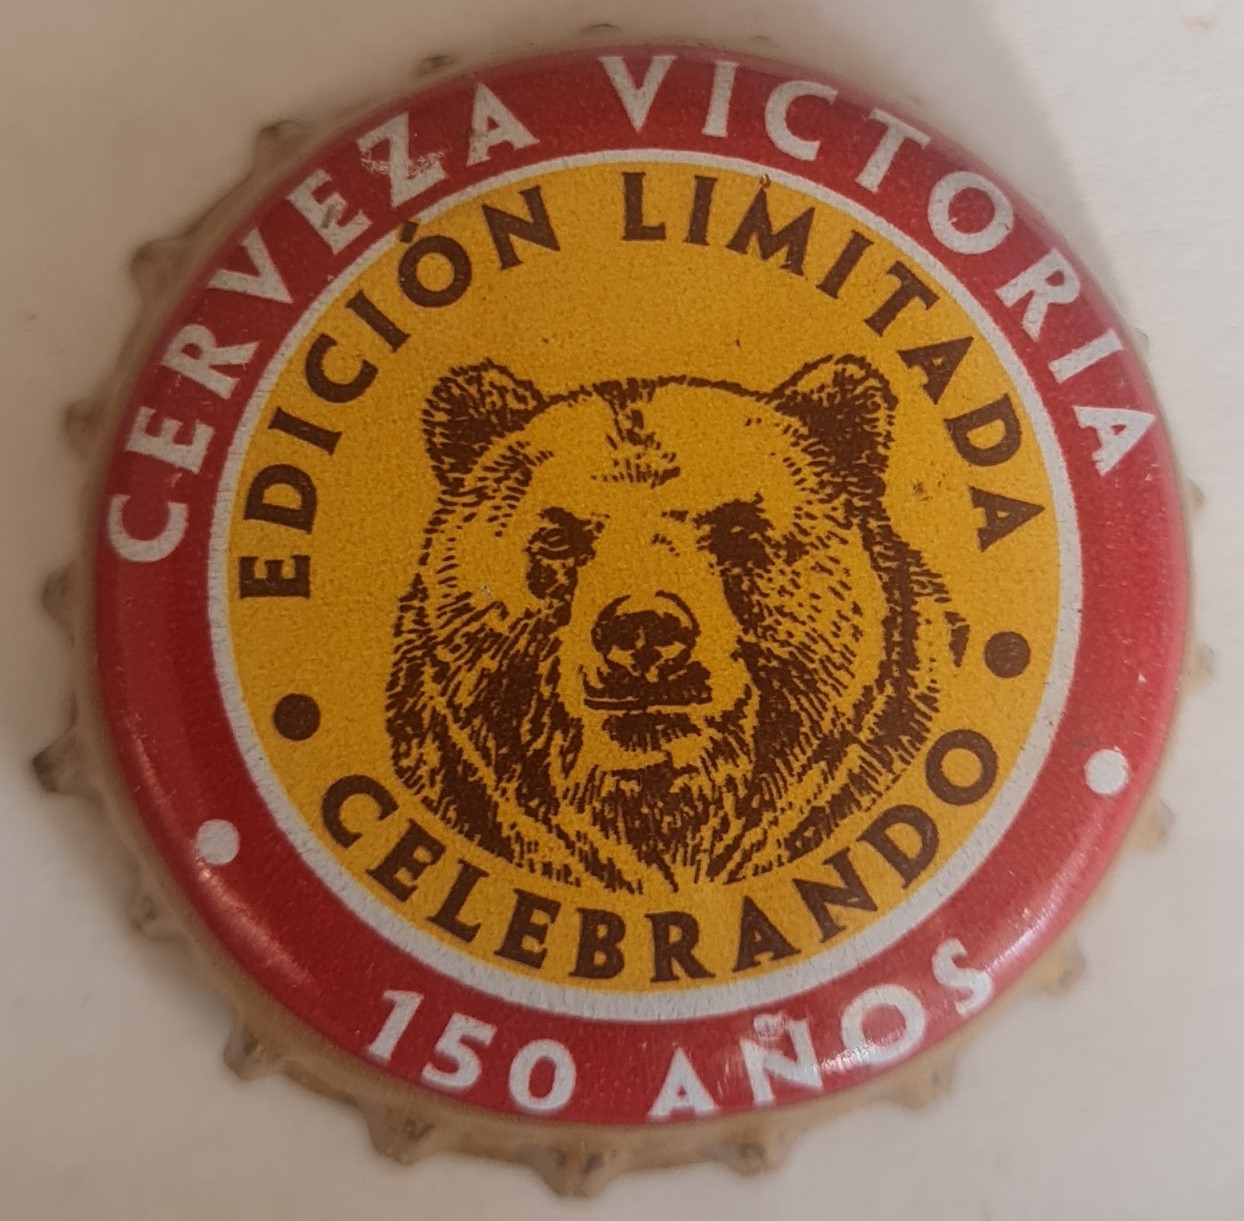 CERVEZA VICTORIA
150 AÑOS
EDICIÓN LIMITADA
CELEBRANDO